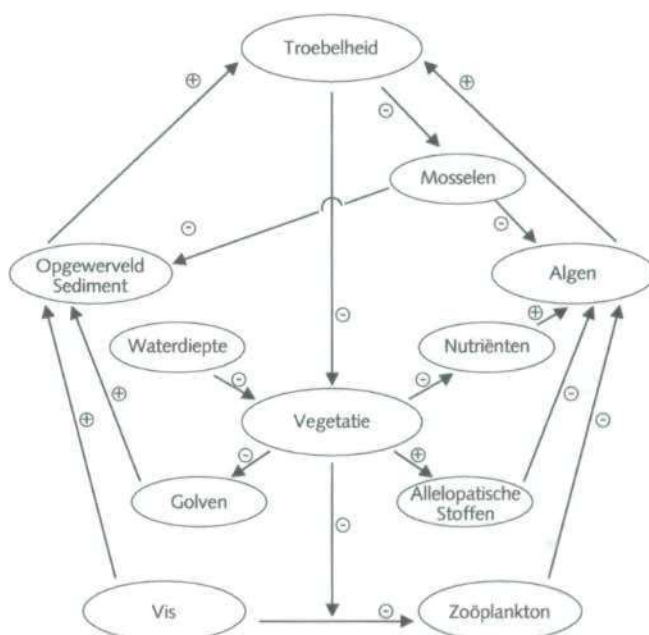 Troebelheid
⊕
⊕
⊖
Mosselen
⊖
⊖
Opgewerveld
Sediment
Algen
⊖
Waterdiepte
Nutriënten
⊕
⊖
⊖
⊕
⊕
Vegetatie
⊖
⊖
⊖
⊕
Golven
Allelopatische
Stoffen
⊖
Vis
⊖
Zoöplankton